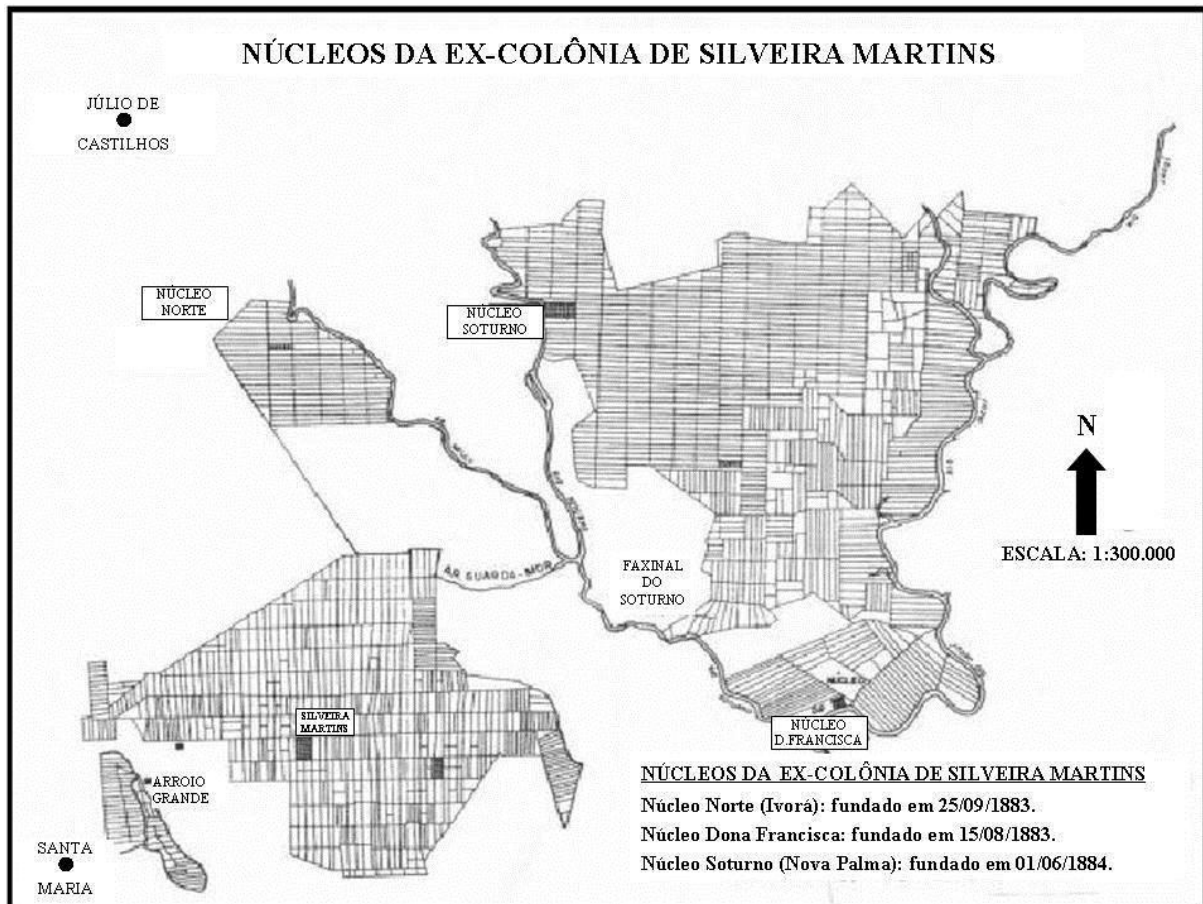 NÚCLEOS DA EX-COLÔNIA DE SILVEIRA MARTINS
JÚLIO DE
CASTILHOS
NÚCLEO
NORTE
NÚCLEO
SOTURNO
N
ESCALA: 1:300.000
AR. GUARDA-MOR
FAXINAL
DO
SOTURNO
SILVEIRA
MARTINS
NUCLEO
NÚCLEO
D.FRANCISCA
ARROIO
GRANDE
SANTA
MARIA
NÚCLEOS DA EX-COLÔNIA DE SILVEIRA MARTINS
Núcleo Norte (Ivorá): fundado em 25/09/1883.
Núcleo Dona Francisca: fundado em 15/08/1883.
Núcleo Soturno (Nova Palma): fundado em 01/06/1884.